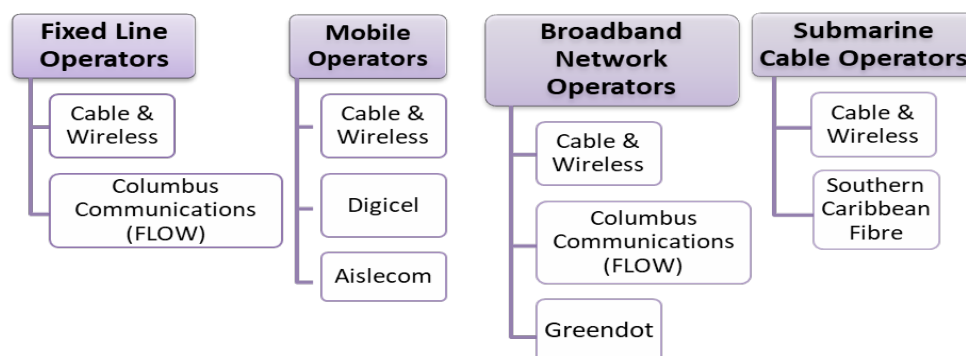 Fixed Line
Operators
Cable &
Wireless
Columbus
Communications
(FLOW)
Mobile
Operators
Cable &
Wireless
Digicel
Aislecom
Broadband
Network
Operators
Cable &
Wireless
Columbus
Communications
(FLOW)
Greendot
Submarine
Cable Operators
Cable &
Wireless
Southern
Caribbean
Fibre